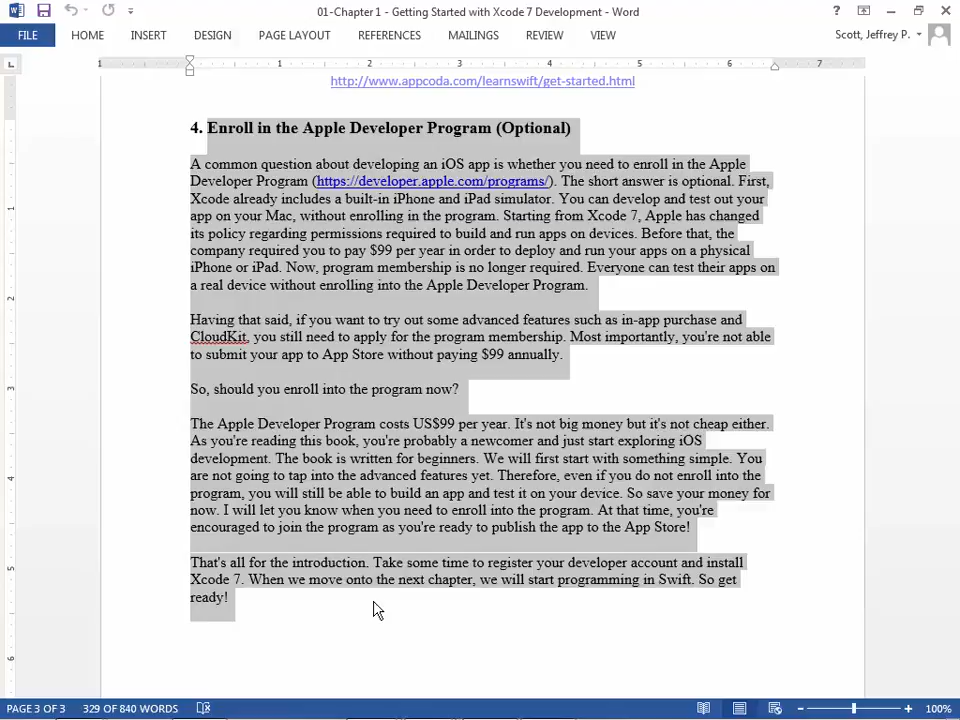 01-Chapter 1 - Getting Started with Xcode 7 Development - Word
?
FILE HOME INSERT DESIGN PAGE LAYOUT REFERENCES MAILINGS REVIEW VIEW Scott, Jeffrey P.
L 1 1 2 3 4 5 6 7
http://www.appcoda.com/learnswift/get-started.html
4. Enroll in the Apple Developer Program (Optional)
A common question about developing an iOS app is whether you need to enroll in the Apple
Developer Program (https://developer.apple.com/programs/). The short answer is optional. First,
Xcode already includes a built-in iPhone and iPad simulator. You can develop and test out your
app on your Mac, without enrolling in the program. Starting from Xcode 7, Apple has changed
its policy regarding permissions required to build and run apps on devices. Before that, the
company required you to pay $99 per year in order to deploy and run your apps on a physical
iPhone or iPad. Now, program membership is no longer required. Everyone can test their apps on
a real device without enrolling into the Apple Developer Program.
Having that said, if you want to try out some advanced features such as in-app purchase and
CloudKit, you still need to apply for the program membership. Most importantly, you're not able
to submit your app to App Store without paying $99 annually.
So, should you enroll into the program now?
The Apple Developer Program costs US$99 per year. It's not big money but it's not cheap either.
As you're reading this book, you're probably a newcomer and just start exploring iOS
development. The book is written for beginners. We will first start with something simple. You
are not going to tap into the advanced features yet. Therefore, even if you do not enroll into the
program, you will still be able to build an app and test it on your device. So save your money for
now. I will let you know when you need to enroll into the program. At that time, you're
encouraged to join the program as you're ready to publish the app to the App Store!
That's all for the introduction. Take some time to register your developer account and install
Xcode 7. When we move onto the next chapter, we will start programming in Swift. So get
ready!
1
2
3
4
5
6
PAGE 3 OF 3 329 OF 840 WORDS 100%